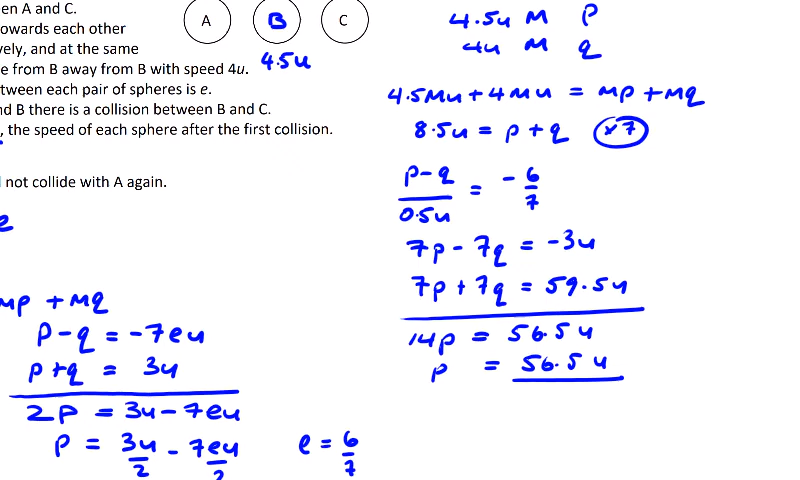 en A and C.
owards each other
vely, and at the same
e from B away from B with speed 4u.
tween each pair of spheres is e.
nd B there is a collision between B and C.
, the speed of each sphere after the first collision.
not collide with A again.
A B C
4.5u
e
mp + mq
p - q = -7eu
p + q = 3u
2p = 3u - 7eu
p = 3u/2 - 7eu/2
e = 6/7
4.5u M p
4u M q
4.5Mu + 4Mu = Mp + Mq
8.5u = p + q x7
p - q / 0.5u = - 6/7
7p - 7q = -3u
7p + 7q = 59.5u
14p = 56.5u
p = 56.5u